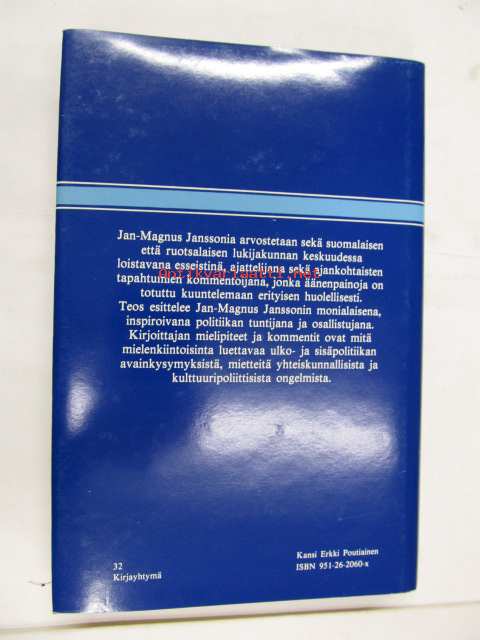 Jan-Magnus Janssonia arvostetaan sekä suomalaisen
että ruotsalaisen lukijakunnan keskuudessa
loistavana esseistinä, ajattelijana sekä ajankohtaisten
tapahtumien kommentoijana, jonka äänenpainoja on
totuttu kuuntelemaan erityisen huolellisesti.
Teos esittelee Jan-Magnus Janssonin monialaisena,
inspiroivana politiikan tuntijana ja osallistujana.
Kirjoittajan mielipiteet ja kommentit ovat mitä
mielenkiintoisinta luettavaa ulko- ja sisäpolitiikan
avainkysymyksistä, mietteitä yhteiskunnallisista ja
kulttuuripoliittisista ongelmista.
32
Kirjayhtymä
Kansi Erkki Poutiainen
ISBN 951-26-2060-x